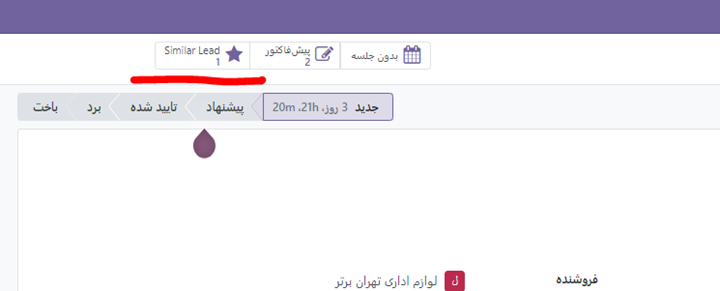 بدون جلسه
پیش‌فاکتور
2
Similar Lead
1
جدید 3 روز، 21h، 20m
پیشنهاد
تایید شده
برد
باخت
فروشنده
ل لوازم اداری تهران برتر